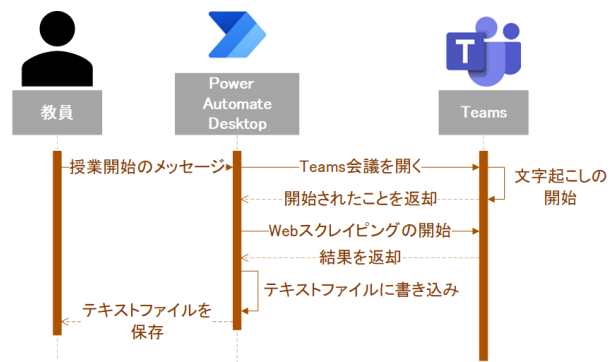 教員
Power
Automate
Desktop
T
Teams
授業開始のメッセージ
Teams会議を開く
文字起こしの
開始
開始されたことを返却
Webスクレイピングの開始
結果を返却
テキストファイルに書き込み
テキストファイルを
保存